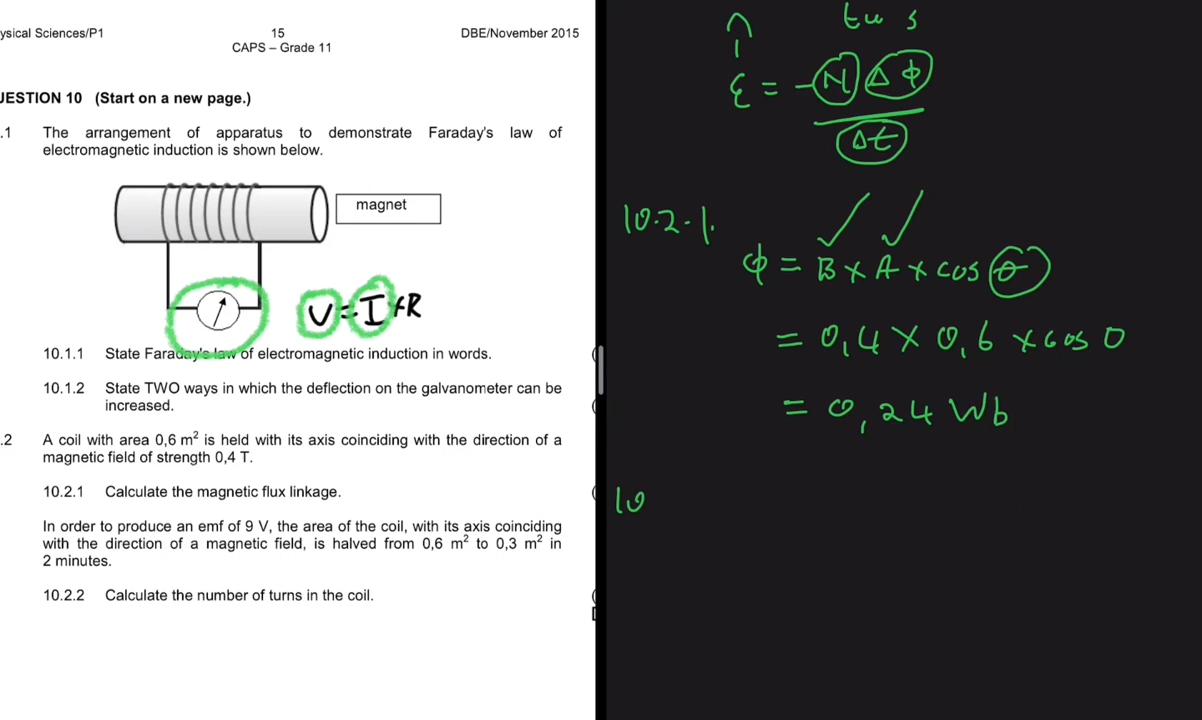 ysical Sciences/P1
15
DBE/November 2015
CAPS – Grade 11
JESTION 10 (Start on a new page.)
.1 The arrangement of apparatus to demonstrate Faraday's law of
electromagnetic induction is shown below.
magnet
V = I × R
10.1.1 State Faraday's law of electromagnetic induction in words.
10.1.2 State TWO ways in which the deflection on the galvanometer can be
increased.
.2 A coil with area 0,6 m² is held with its axis coinciding with the direction of a
magnetic field of strength 0,4 T.
10.2.1 Calculate the magnetic flux linkage.
In order to produce an emf of 9 V, the area of the coil, with its axis coinciding
with the direction of a magnetic field, is halved from 0,6 m² to 0,3 m² in
2 minutes.
10.2.2 Calculate the number of turns in the coil.
ε = -N Δϕ
Δt
10.2.1.
ϕ = B × A × cos θ
= 0,4 × 0,6 × cos 0
= 0,24 Wb
10